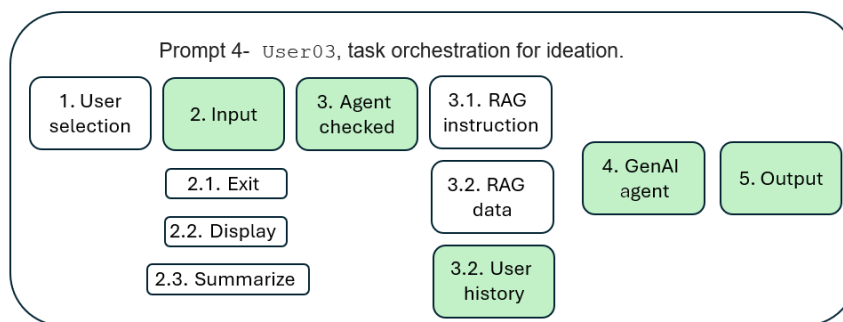 Prompt 4- User03, task orchestration for ideation.
1. User
selection
2. Input
3. Agent
checked
3.1. RAG
instruction
2.1. Exit
2.2. Display
2.3. Summarize
3.2. RAG
data
3.2. User
history
4. GenAI
agent
5. Output